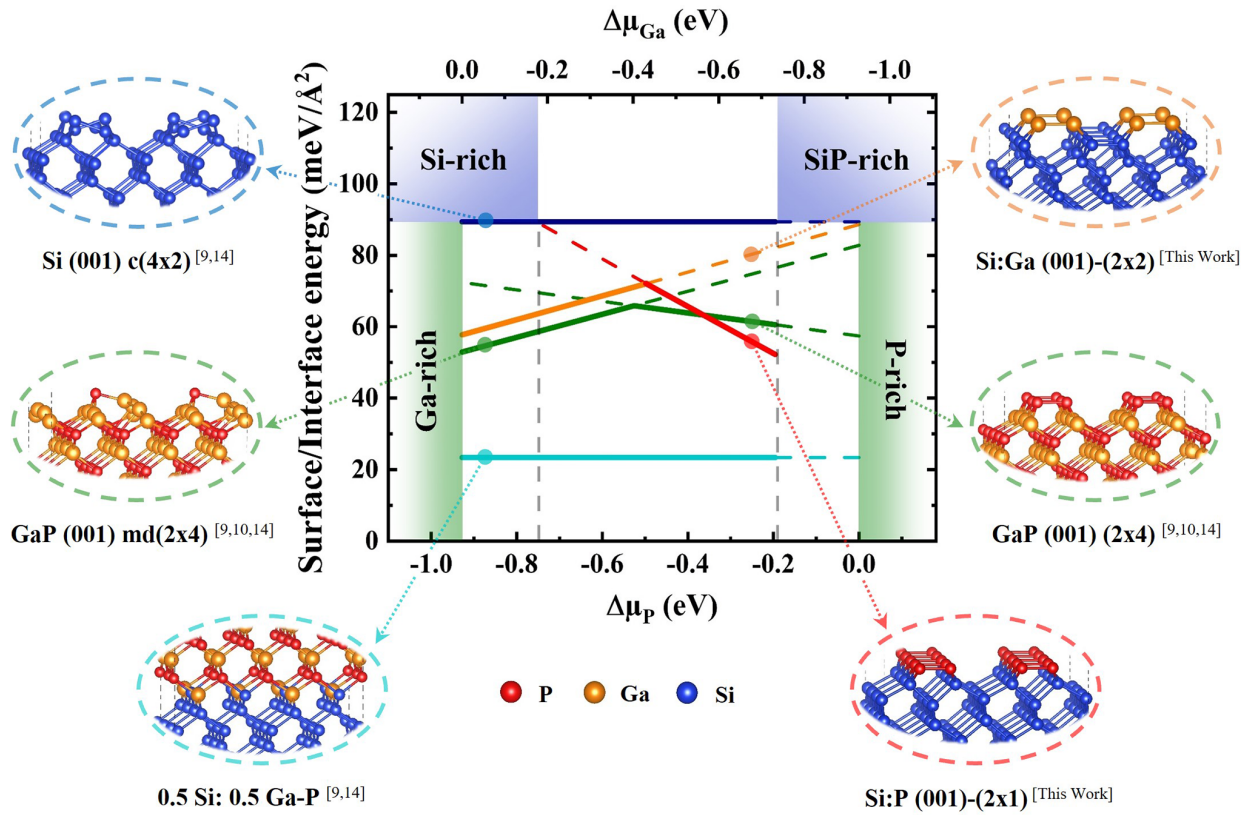 Δμ_Ga (eV)
0.0 -0.2 -0.4 -0.6 -0.8 -1.0
Surface/Interface energy (meV/Å²)
120
100
80
60
40
20
0
Si-rich
SiP-rich
Ga-rich
P-rich
-1.0 -0.8 -0.6 -0.4 -0.2 0.0
Δμ_P (eV)
Si (001) c(4x2) [9,14]
Si:Ga (001)-(2x2) [This Work]
GaP (001) md(2x4) [9,10,14]
GaP (001) (2x4) [9,10,14]
P Ga Si
0.5 Si: 0.5 Ga-P [9,14]
Si:P (001)-(2x1) [This Work]